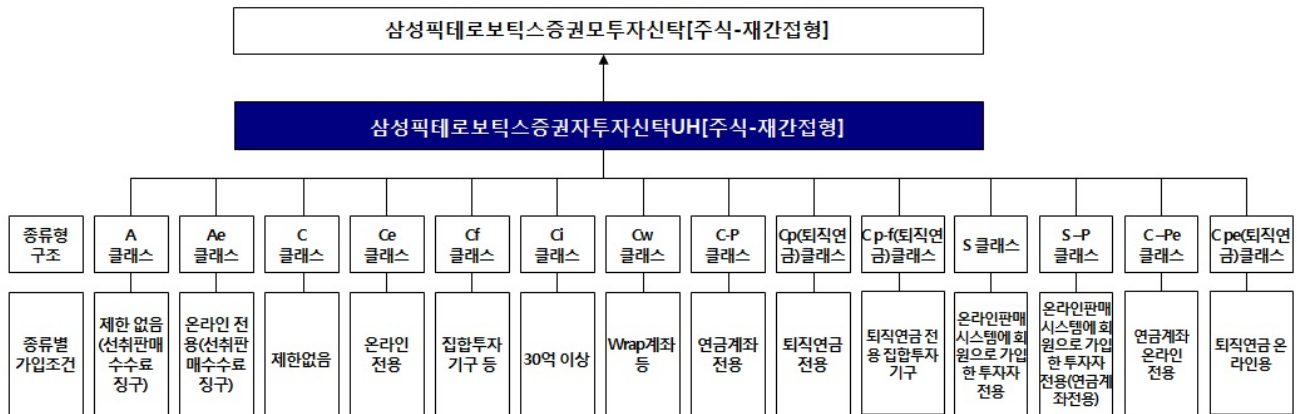 삼성픽테로보틱스증권모투자신탁[주식-재간접형]
삼성픽테로보틱스증권자투자신탁UH[주식-재간접형]
종류형
구조
A
클래스
Ae
클래스
C
클래스
Ce
클래스
Cf
클래스
Ci
클래스
Cw
클래스
C-P
클래스
Cp(퇴직연
금)클래스
C p-f(퇴직연
금)클래스
S 클래스
S–P
클래스
C–Pe
클래스
C pe(퇴직연
금)클래스
종류별
가입조건
제한 없음
(선취판매
수수료
징구)
온라인 전
용(선취판
매수수료
징구)
제한없음
온라인
전용
집합투자
기구 등
30억 이상
Wrap계좌
등
연금계좌
전용
퇴직연금
전용
퇴직연금 전
용 집합투자
기구
온라인판매
시스템에 회
원으로 가입
한 투자자
전용
온라인판매
시스템에 회
원으로 가입
한 투자자
전용(연금계
좌전용)
연금계좌
온라인
전용
퇴직연금 온
라인용